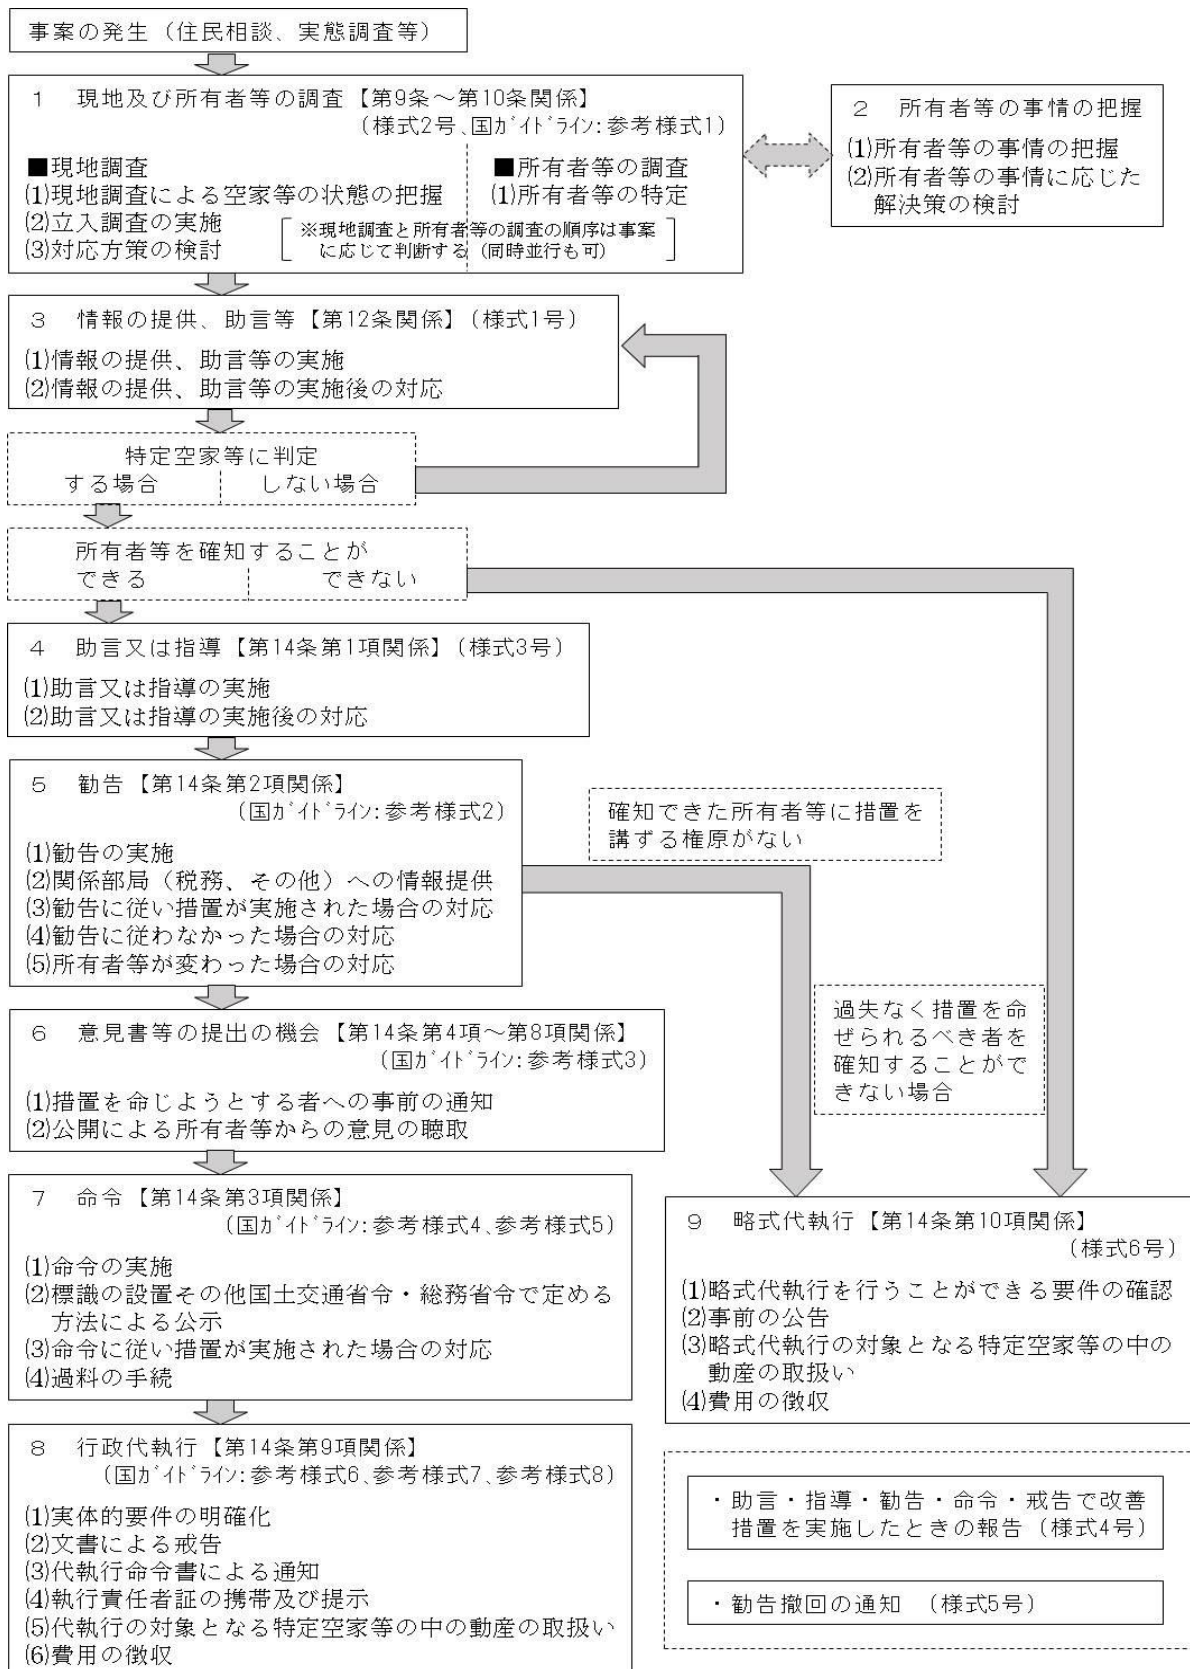 事案の発生（住民相談、実態調査等）
1　現地及び所有者等の調査【第9条～第10条関係】
（様式2号、国ガイドライン：参考様式1）
■現地調査
(1)現地調査による空家等の状態の把握
(2)立入調査の実施
(3)対応方策の検討
■所有者等の調査
(1)所有者等の特定
※現地調査と所有者等の調査の順序は事案
に応じて判断する（同時並行も可）
2　所有者等の事情の把握
(1)所有者等の事情の把握
(2)所有者等の事情に応じた
解決策の検討
3　情報の提供、助言等【第12条関係】（様式1号）
(1)情報の提供、助言等の実施
(2)情報の提供、助言等の実施後の対応
特定空家等に判定
する場合　しない場合
所有者等を確知することが
できる　できない
4　助言又は指導【第14条第1項関係】（様式3号）
(1)助言又は指導の実施
(2)助言又は指導の実施後の対応
5　勧告【第14条第2項関係】
（国ガイドライン：参考様式2）
(1)勧告の実施
(2)関係部局（税務、その他）への情報提供
(3)勧告に従い措置が実施された場合の対応
(4)勧告に従わなかった場合の対応
(5)所有者等が変わった場合の対応
確知できた所有者等に措置を
講ずる権原がない
過失なく措置を命
ぜられるべき者を
確知することがで
きない場合
6　意見書等の提出の機会【第14条第4項～第8項関係】
（国ガイドライン：参考様式3）
(1)措置を命じようとする者への事前の通知
(2)公開による所有者等からの意見の聴取
7　命令【第14条第3項関係】
（国ガイドライン：参考様式4、参考様式5）
(1)命令の実施
(2)標識の設置その他国土交通省令・総務省令で定める
方法による公示
(3)命令に従い措置が実施された場合の対応
(4)過料の手続
8　行政代執行【第14条第9項関係】
（国ガイドライン：参考様式6、参考様式7、参考様式8）
(1)実体的要件の明確化
(2)文書による戒告
(3)代執行命令書による通知
(4)執行責任者証の携帯及び提示
(5)代執行の対象となる特定空家等の中の動産の取扱い
(6)費用の徴収
9　略式代執行【第14条第10項関係】
（様式6号）
(1)略式代執行を行うことができる要件の確認
(2)事前の公告
(3)略式代執行の対象となる特定空家等の中の
動産の取扱い
(4)費用の徴収
・助言・指導・勧告・命令・戒告で改善
措置を実施したときの報告（様式4号）
・勧告撤回の通知　（様式5号）